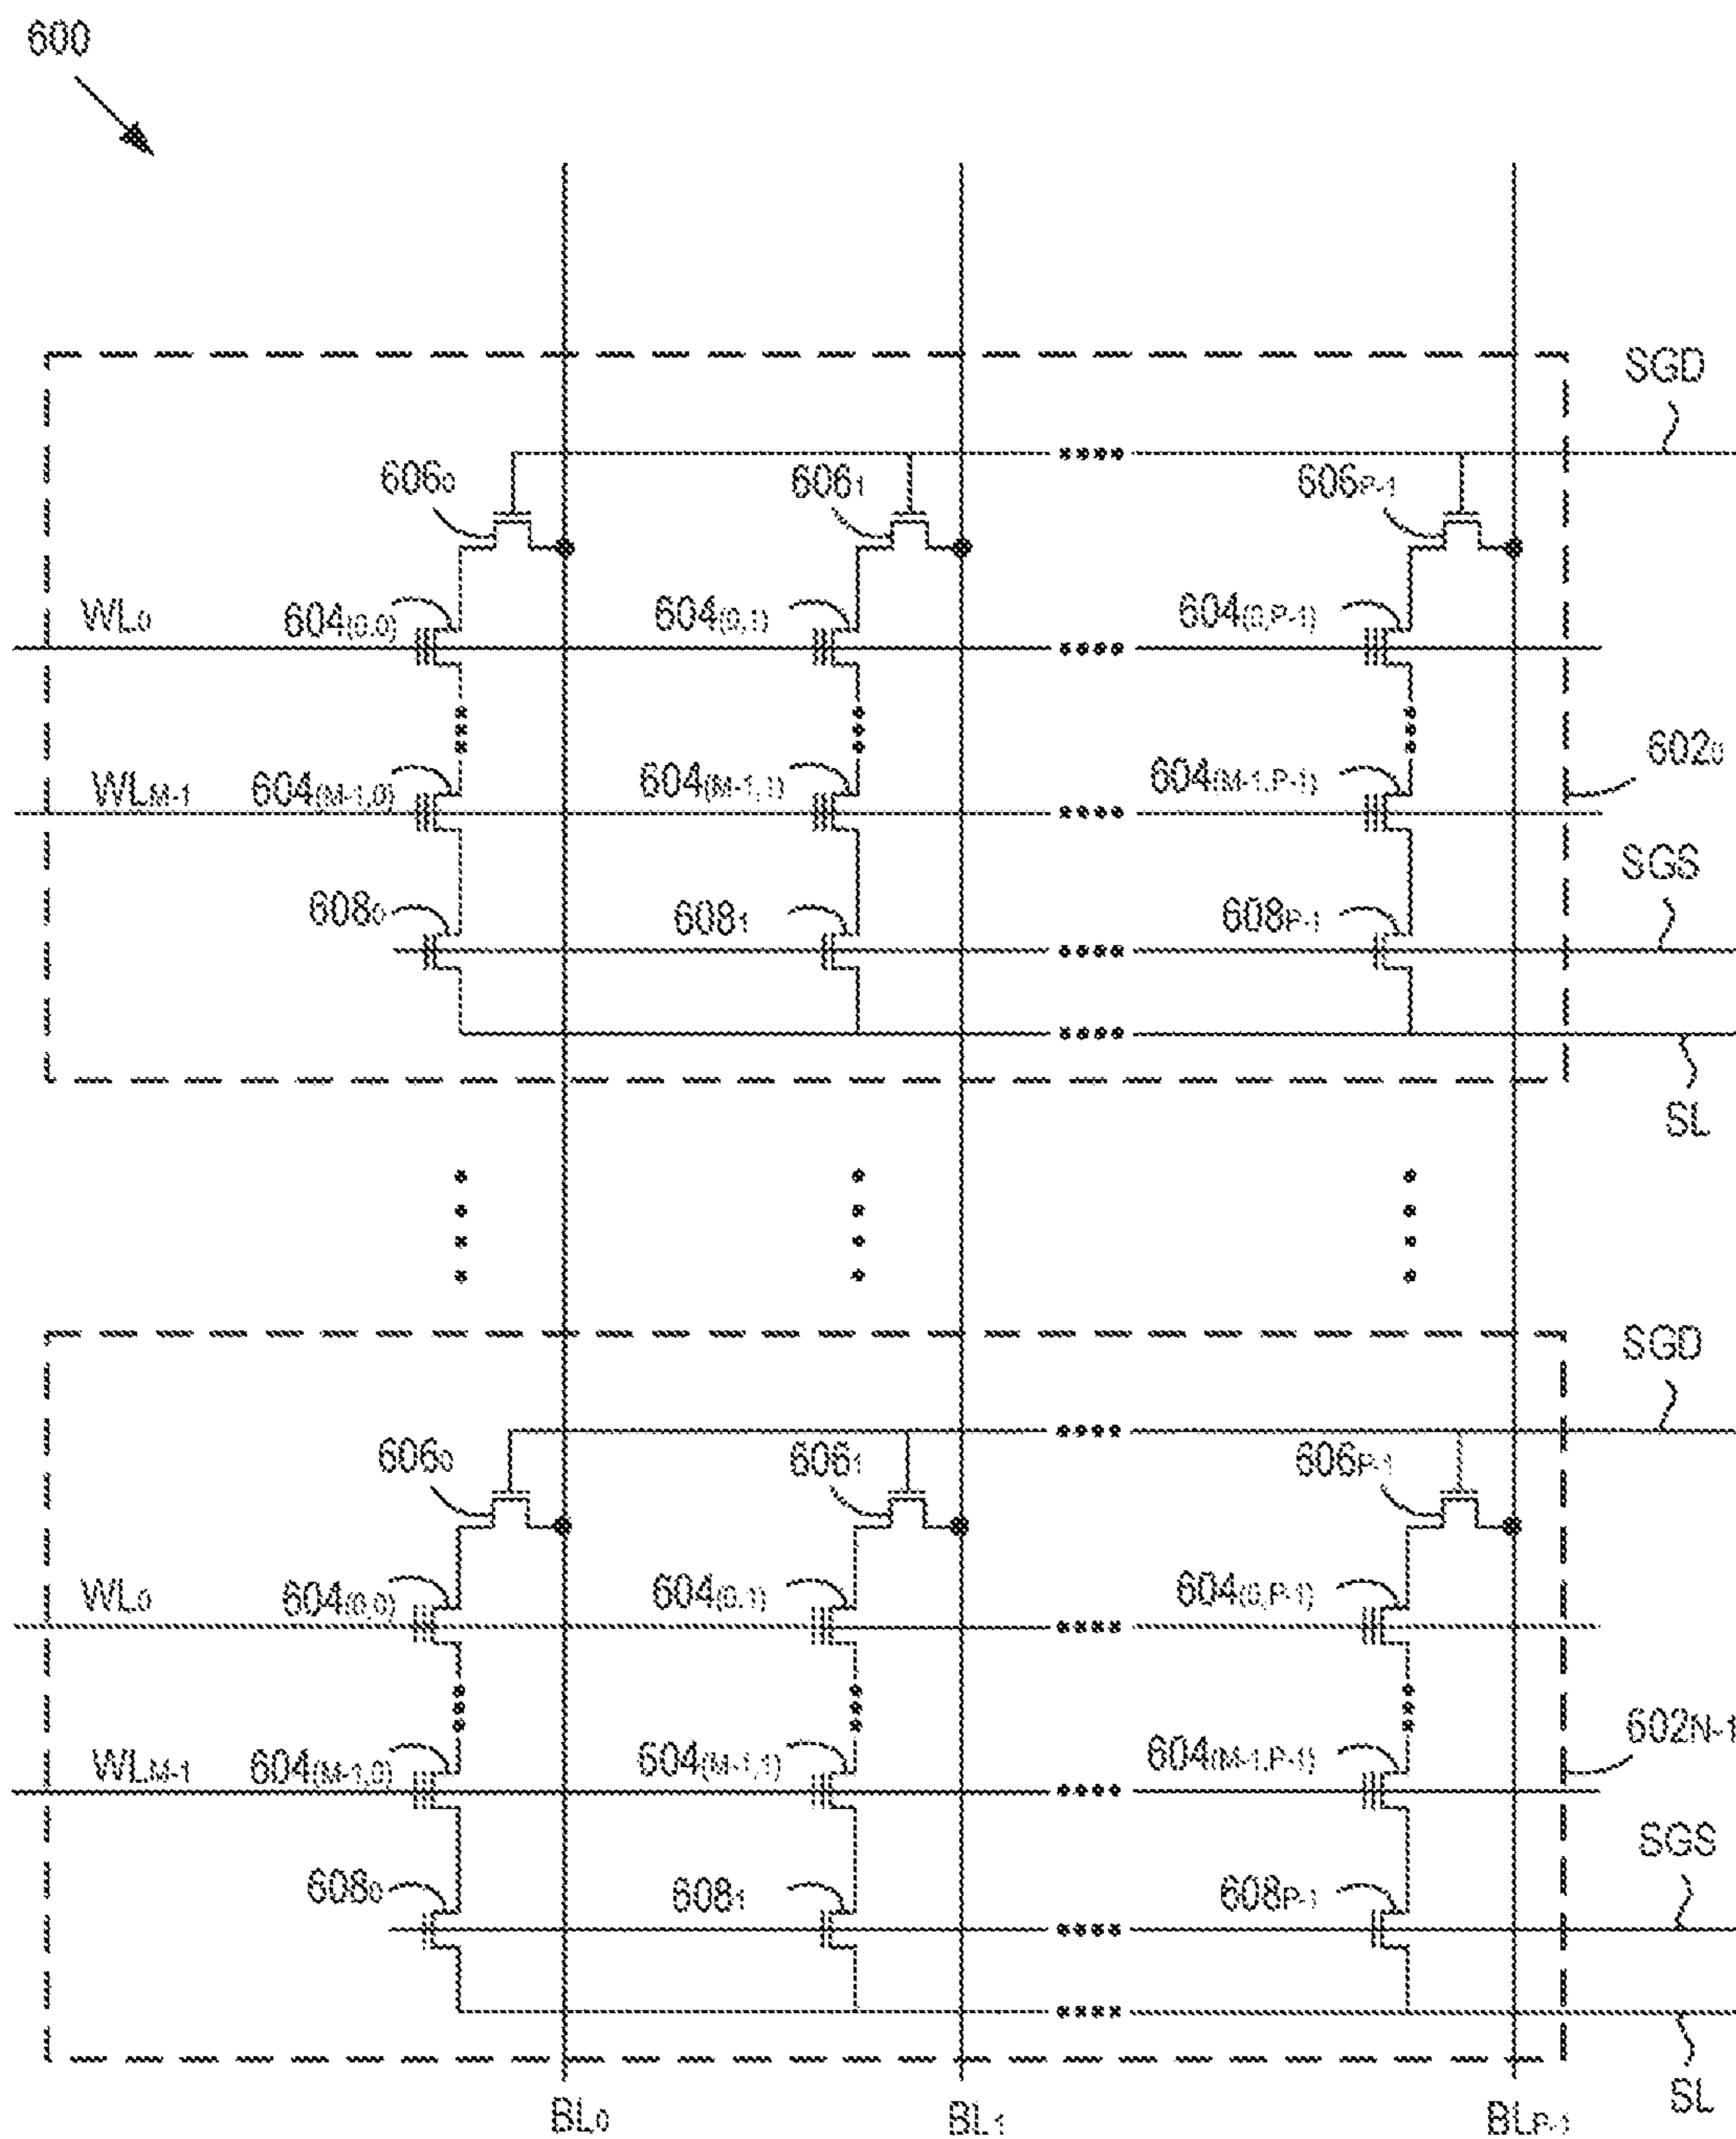 600
SGD
606₀ 606₁ 606P-1
WL₀ 604(0,0) 604(0,1) 604(0,P-1)
602₀
WLM-1 604(M-1,0) 604(M-1,1) 604(M-1,P-1)
SGS
608₀ 608₁ 608P-1
SL
SGD
606₀ 606₁ 606P-1
WL₀ 604(0,0) 604(0,1) 604(0,P-1)
602N-1
WLM-1 604(M-1,0) 604(M-1,1) 604(M-1,P-1)
SGS
608₀ 608₁ 608P-1
SL
BL₀ BL₁ BLP-1